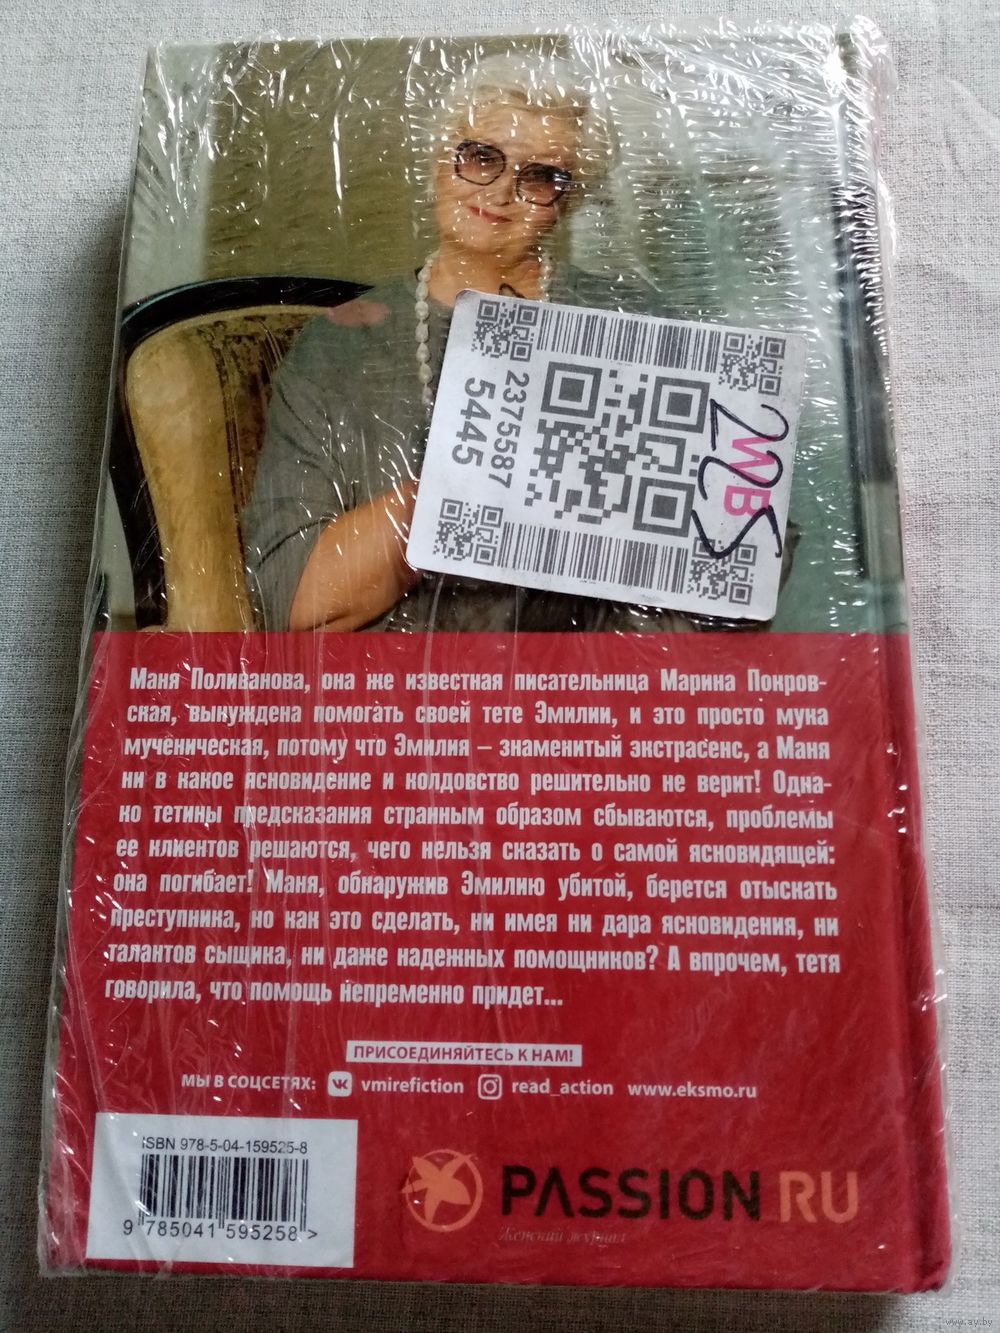 2375587
5445
WB
Маня Поливанова, она же известная писательница Марина Покров-
ская, вынуждена помогать своей тете Эмилии, и это просто мука
мученическая, потому что Эмилия – знаменитый экстрасенс, а Маня
ни в какое ясновидение и колдовство решительно не верит! Одна-
ко тетины предсказания странным образом сбываются, проблемы
ее клиентов решаются, чего нельзя сказать о самой ясновидящей:
она погибает! Маня, обнаружив Эмилию убитой, берется отыскать
преступника, но как это сделать, ни имея ни дара ясновидения, ни
талантов сыщика, ни даже надежных помощников? А впрочем, тетя
говорила, что помощь непременно придет...
ПРИСОЕДИНЯЙТЕСЬ К НАМ!
МЫ В СОЦСЕТЯХ: vmirefiction read_action www.eksmo.ru
ISBN 978-5-04-159525-8
9 785041 595258 >
PASSION.RU
Женский журнал
www.ay.by